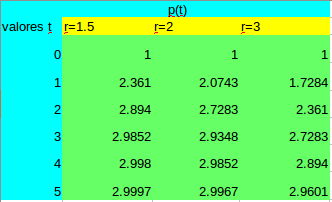 p(t)
valores t r=1.5 r=2 r=3
0 1 1 1
1 2.361 2.0743 1.7284
2 2.894 2.7283 2.361
3 2.9852 2.9348 2.7283
4 2.998 2.9852 2.894
5 2.9997 2.9967 2.9601